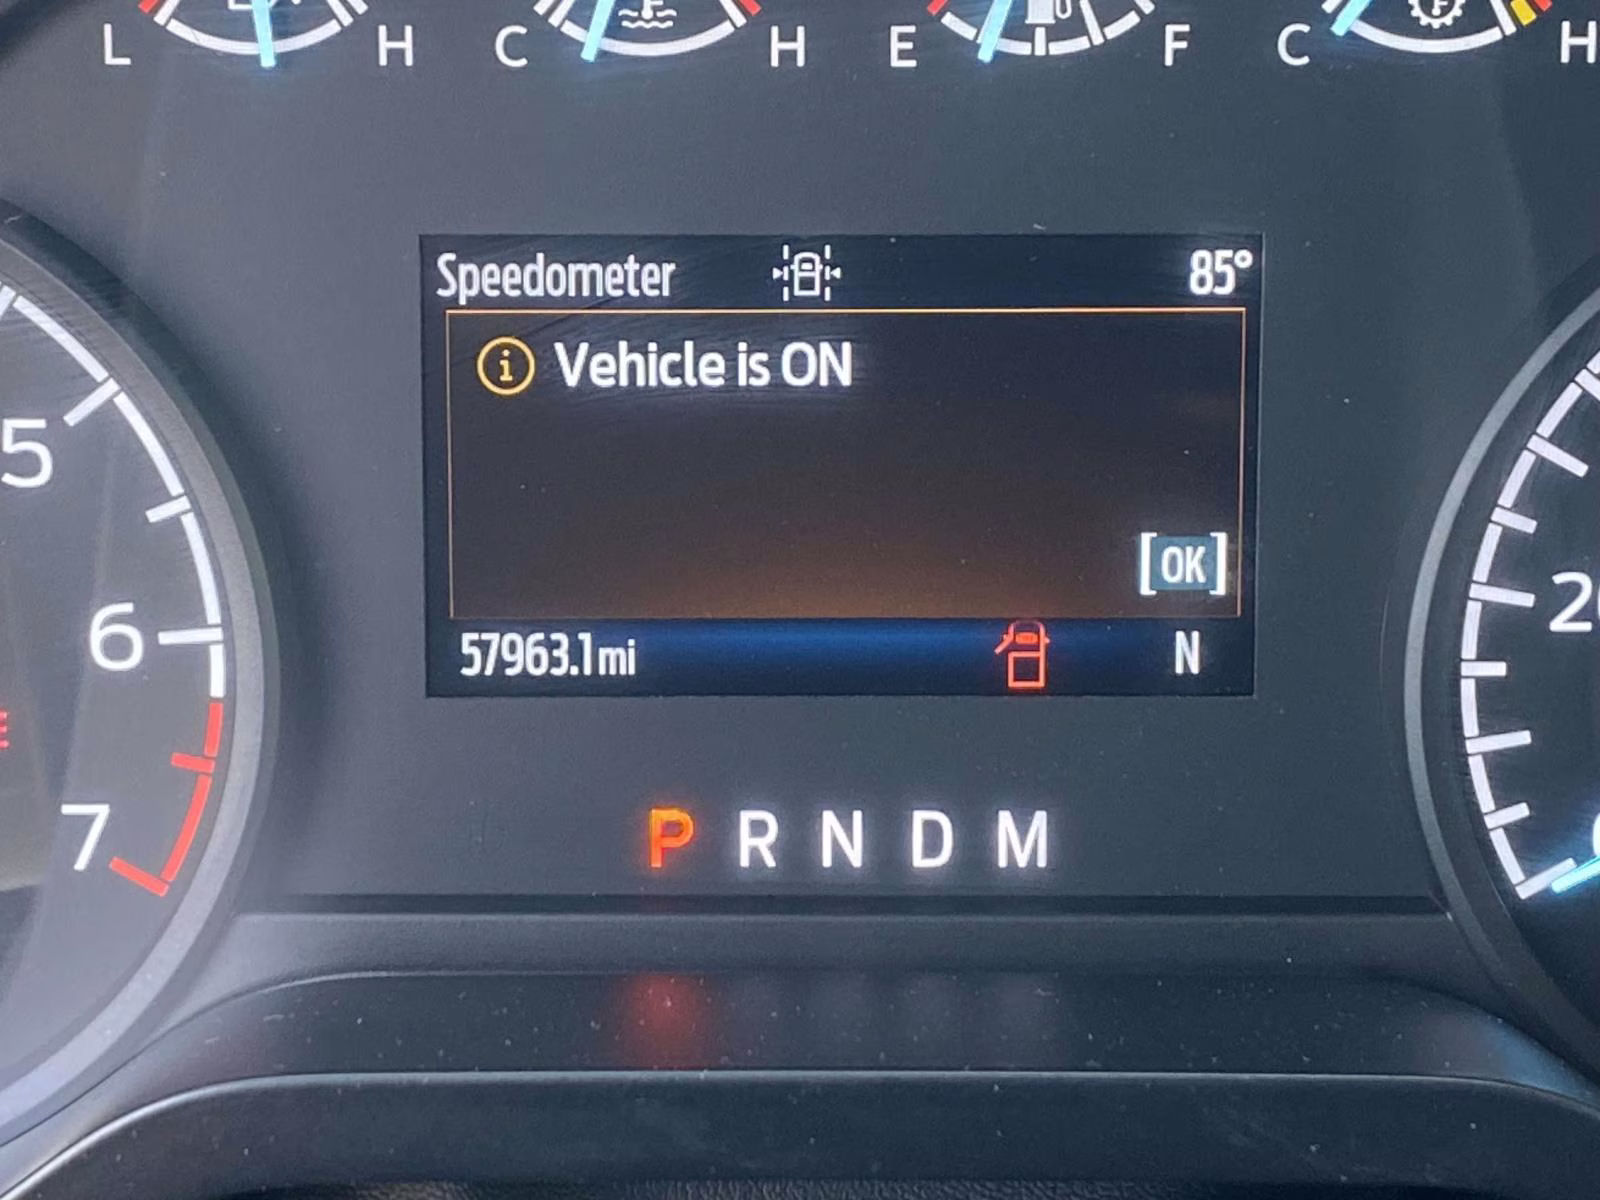 L H C H E F C H
Speedometer 85°
i Vehicle is ON
5
[OK]
6
57963.1mi N
7
P R N D M